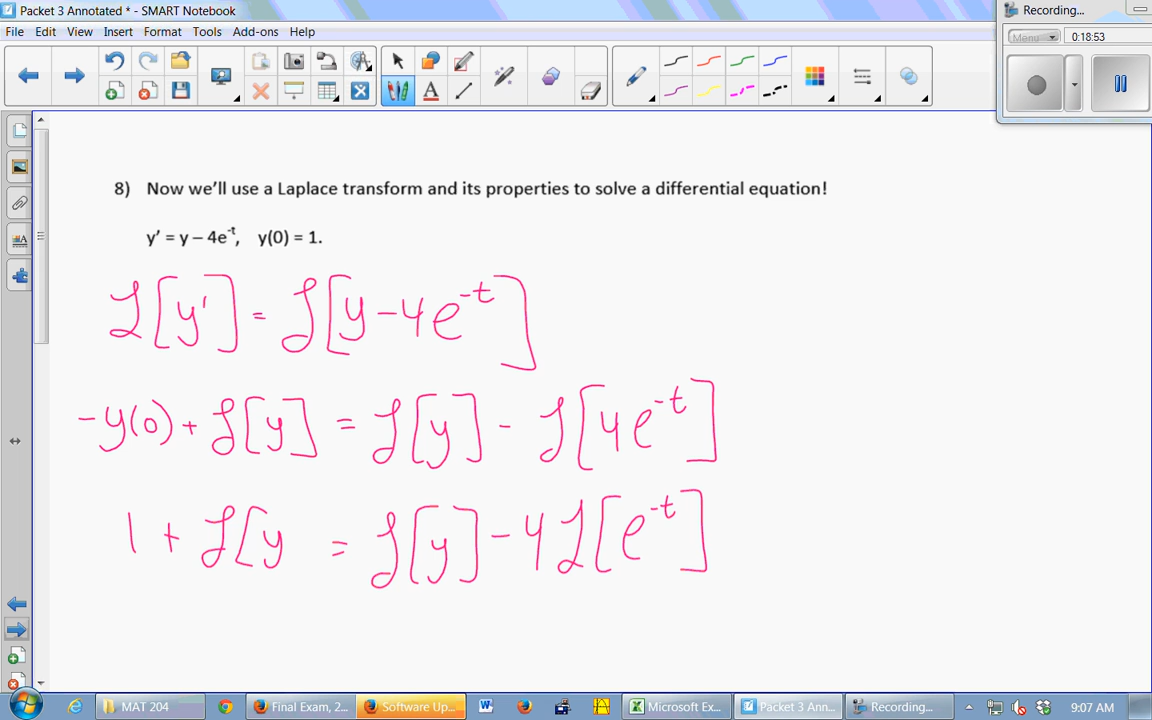 Packet 3 Annotated * - SMART Notebook
Recording...
File Edit View Insert Format Tools Add-ons Help
Menu
0:18:53
8) Now we'll use a Laplace transform and its properties to solve a differential equation!
y' = y – 4e^-t, y(0) = 1.
ℒ[y'] = ℒ[y-4e^-t]
-y(0) + ℒ[y] = ℒ[y] - ℒ[4e^-t]
1 + ℒ[y = ℒ[y] - 4ℒ[e^-t]
MAT 204
Final Exam, 2...
Software Up...
Microsoft Ex...
Packet 3 Ann...
Recording...
9:07 AM